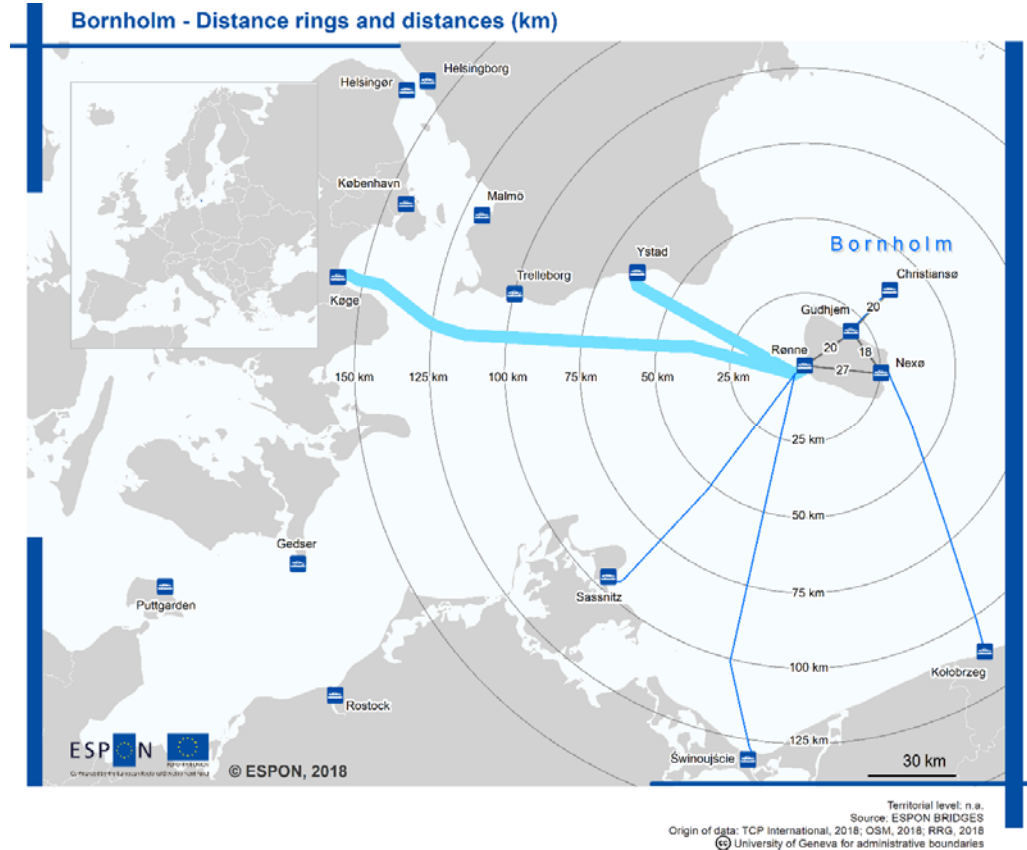 Bornholm - Distance rings and distances (km)
Helsingør
Helsingborg
København
Malmö
Ystad
Bornholm
Christiansø
Køge
Trelleborg
Gudhjem
20
Rønne
20
18
Nexø
27
150 km
125 km
100 km
75 km
50 km
25 km
25 km
50 km
75 km
100 km
125 km
Gedser
Puttgarden
Sassnitz
Rostock
Kołobrzeg
Świnoujście
30 km
ESPON
© ESPON, 2018
Territorial level: n.a.
Source: ESPON BRIDGES
Origin of data: TCP International, 2018; OSM, 2018; RRG, 2018
(cc) University of Geneva for administrative boundaries